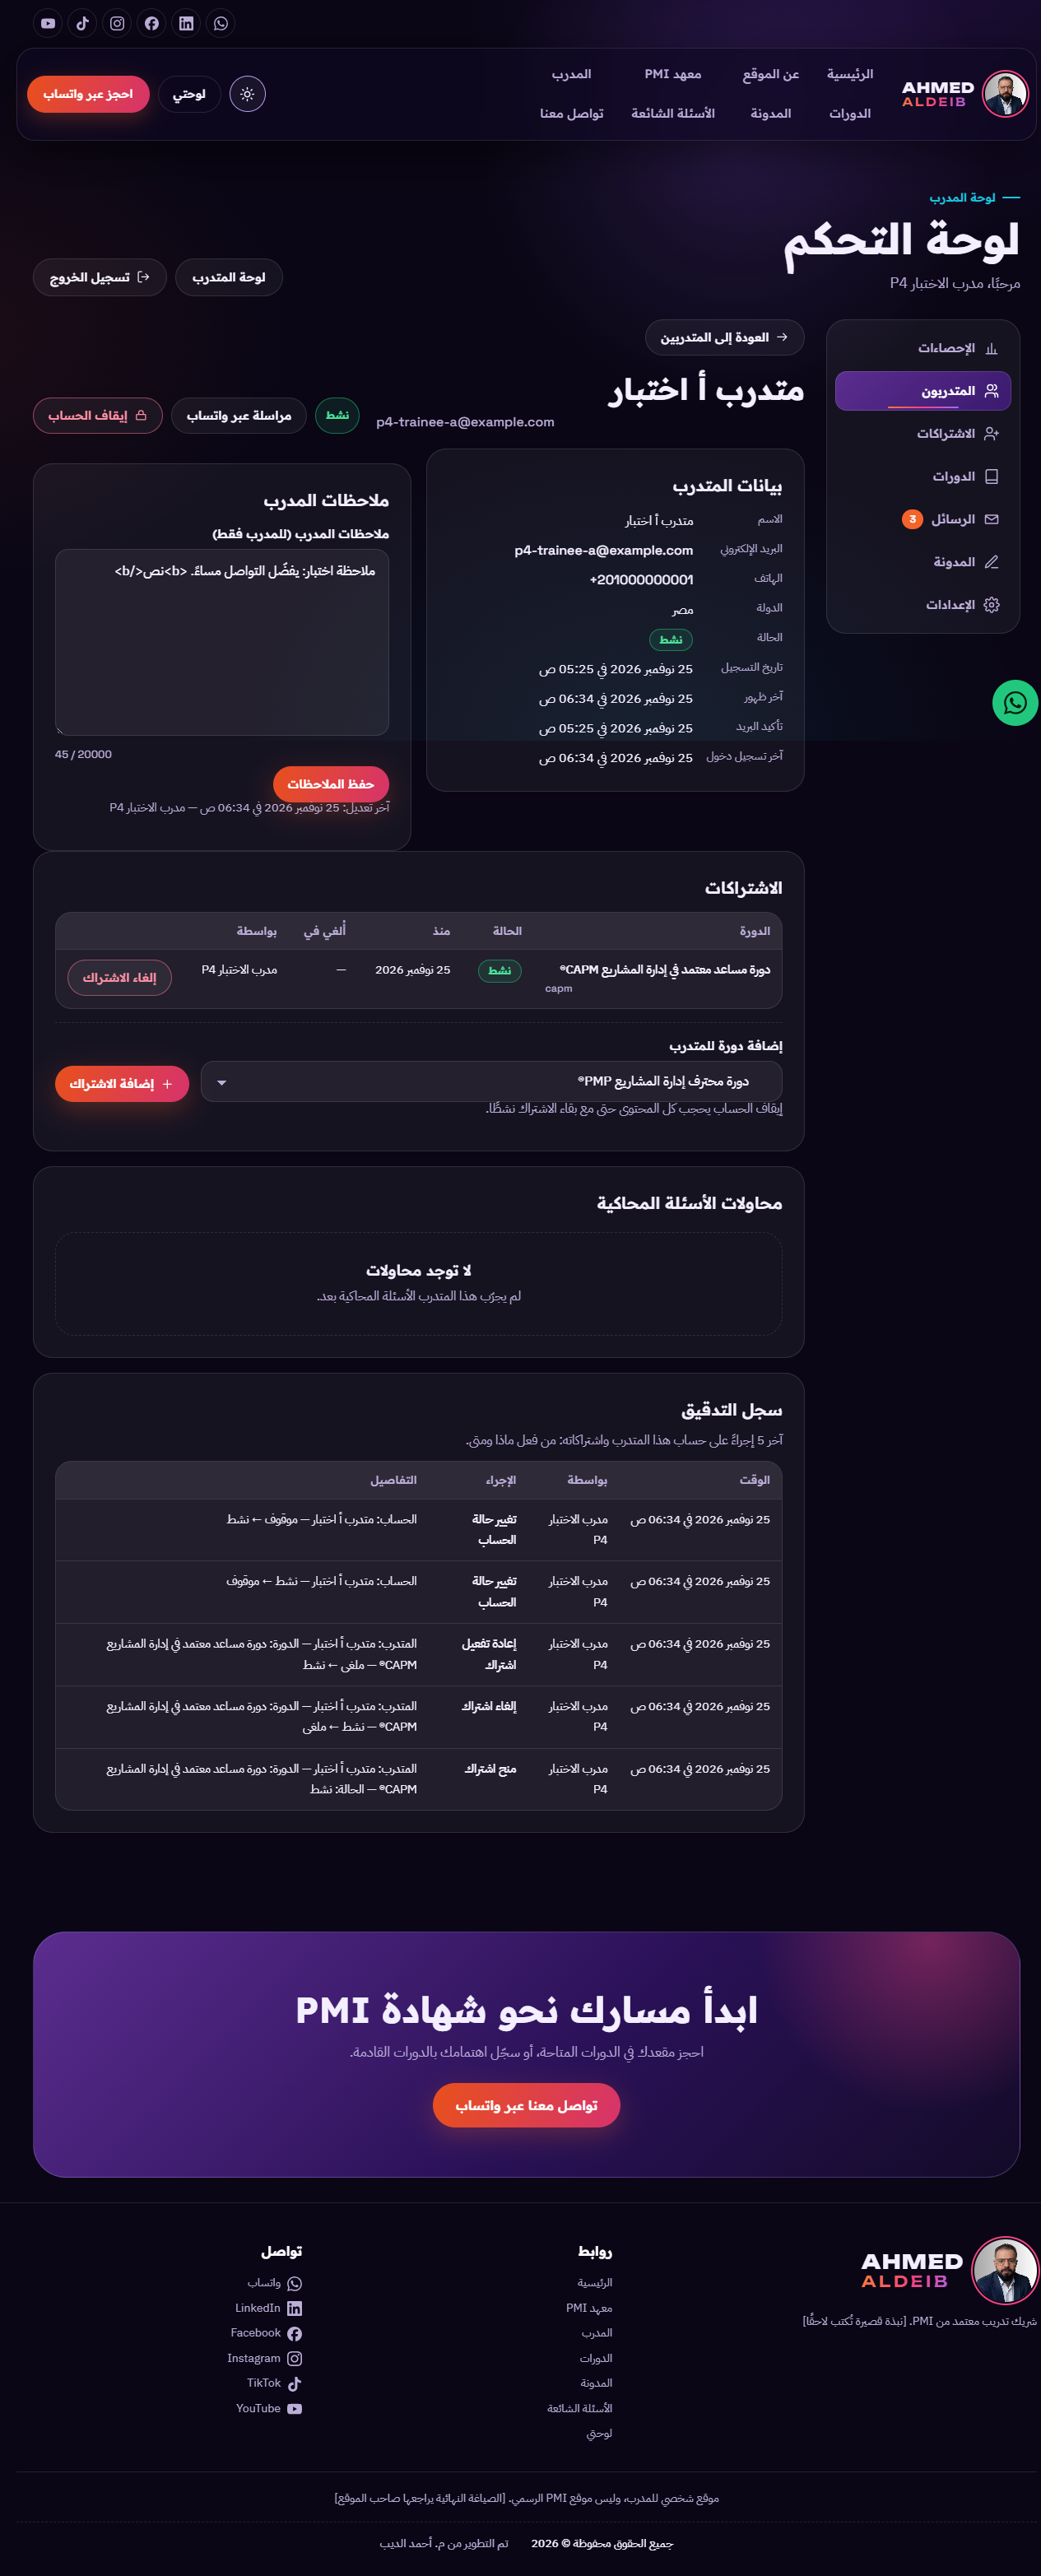 AHMED
ALDEIB
الرئيسية
عن الموقع
معهد PMI
المدرب
الدورات
المدونة
الأسئلة الشائعة
تواصل معنا
لوحتي
احجز عبر واتساب
لوحة المدرب
لوحة التحكم
مرحبًا، مدرب الاختبار P4
لوحة المدرب
تسجيل الخروج
الإحصاءات
المتدربون
الاشتراكات
الدورات
الرسائل 3
المدونة
الإعدادات
العودة إلى المتدربين
متدرب أ اختبار
p4-trainee-a@example.com
نشط
مراسلة عبر واتساب
إيقاف الحساب
بيانات المتدرب
الاسم متدرب أ اختبار
البريد الإلكتروني p4-trainee-a@example.com
الهاتف +201000000001
الدولة مصر
الحالة نشط
تاريخ التسجيل 25 نوفمبر 2026 في 05:25 ص
آخر ظهور 25 نوفمبر 2026 في 06:34 ص
تأكيد البريد 25 نوفمبر 2026 في 05:25 ص
آخر تسجيل دخول 25 نوفمبر 2026 في 06:34 ص
ملاحظات المدرب
ملاحظات المدرب (للمدرب فقط)
ملاحظة اختبار: يفضّل التواصل مساءً. <b>نص</b>
45 / 20000
حفظ الملاحظات
آخر تعديل: 25 نوفمبر 2026 في 06:34 ص — مدرب الاختبار P4
الاشتراكات
الدورة الحالة منذ أُلغي في بواسطة
دورة مساعد معتمد في إدارة المشاريع CAPM® نشط 25 نوفمبر 2026 — مدرب الاختبار P4 إلغاء الاشتراك
capm
إضافة دورة للمتدرب
دورة محترف إدارة المشاريع PMP®
إضافة الاشتراك
إيقاف الحساب يحجب كل المحتوى حتى مع بقاء الاشتراك نشطًا.
محاولات الأسئلة المحاكية
لا توجد محاولات
لم يجرّب هذا المتدرب الأسئلة المحاكية بعد.
سجل التدقيق
آخر 5 إجراءً على حساب هذا المتدرب واشتراكاته: من فعل ماذا ومتى.
الوقت بواسطة الإجراء التفاصيل
25 نوفمبر 2026 في 06:34 ص مدرب الاختبار تغيير حالة الحساب: متدرب أ اختبار — موقوف ← نشط
P4 الحساب
25 نوفمبر 2026 في 06:34 ص مدرب الاختبار تغيير حالة الحساب: متدرب أ اختبار — نشط ← موقوف
P4 الحساب
25 نوفمبر 2026 في 06:34 ص مدرب الاختبار إعادة تفعيل المتدرب: متدرب أ اختبار — الدورة: دورة مساعد معتمد في إدارة المشاريع
P4 اشتراك CAPM® — ملغى ← نشط
25 نوفمبر 2026 في 06:34 ص مدرب الاختبار إلغاء اشتراك المتدرب: متدرب أ اختبار — الدورة: دورة مساعد معتمد في إدارة المشاريع
P4 CAPM® — نشط ← ملغى
25 نوفمبر 2026 في 06:34 ص مدرب الاختبار منح اشتراك المتدرب: متدرب أ اختبار — الدورة: دورة مساعد معتمد في إدارة المشاريع
P4 CAPM® — الحالة: نشط
ابدأ مسارك نحو شهادة PMI
احجز مقعدك في الدورات المتاحة، أو سجّل اهتمامك بالدورات القادمة.
تواصل معنا عبر واتساب
AHMED
ALDEIB
شريك تدريب معتمد من PMI. [نبذة قصيرة تُكتب لاحقًا]
روابط
الرئيسية
معهد PMI
المدرب
الدورات
المدونة
الأسئلة الشائعة
لوحتي
تواصل
واتساب
LinkedIn
Facebook
Instagram
TikTok
YouTube
موقع شخصي للمدرب، وليس موقع PMI الرسمي. [الصياغة النهائية يراجعها صاحب الموقع]
جميع الحقوق محفوظة © 2026 تم التطوير من م. أحمد الديب